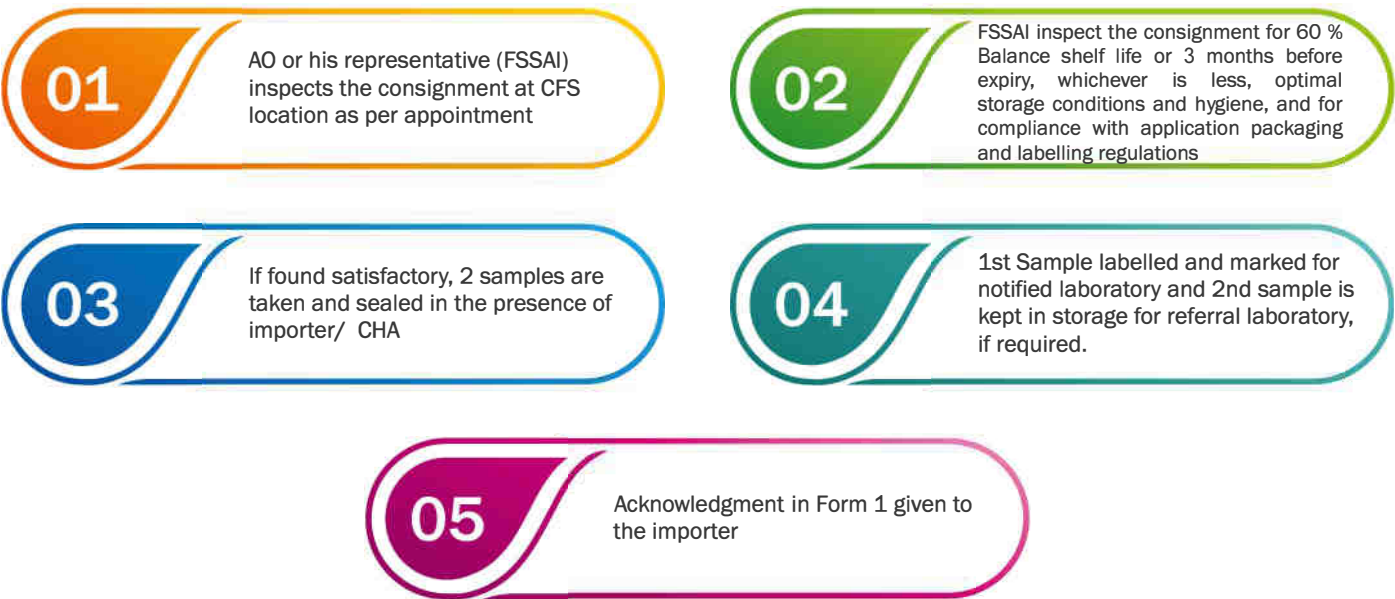 01
AO or his representative (FSSAI)
inspects the consignment at CFS
location as per appointment
02
FSSAI inspect the consignment for 60 %
Balance shelf life or 3 months before
expiry, whichever is less, optimal
storage conditions and hygiene, and for
compliance with application packaging
and labelling regulations
03
If found satisfactory, 2 samples are
taken and sealed in the presence of
importer/ CHA
04
1st Sample labelled and marked for
notified laboratory and 2nd sample is
kept in storage for referral laboratory,
if required.
05
Acknowledgment in Form 1 given to
the importer